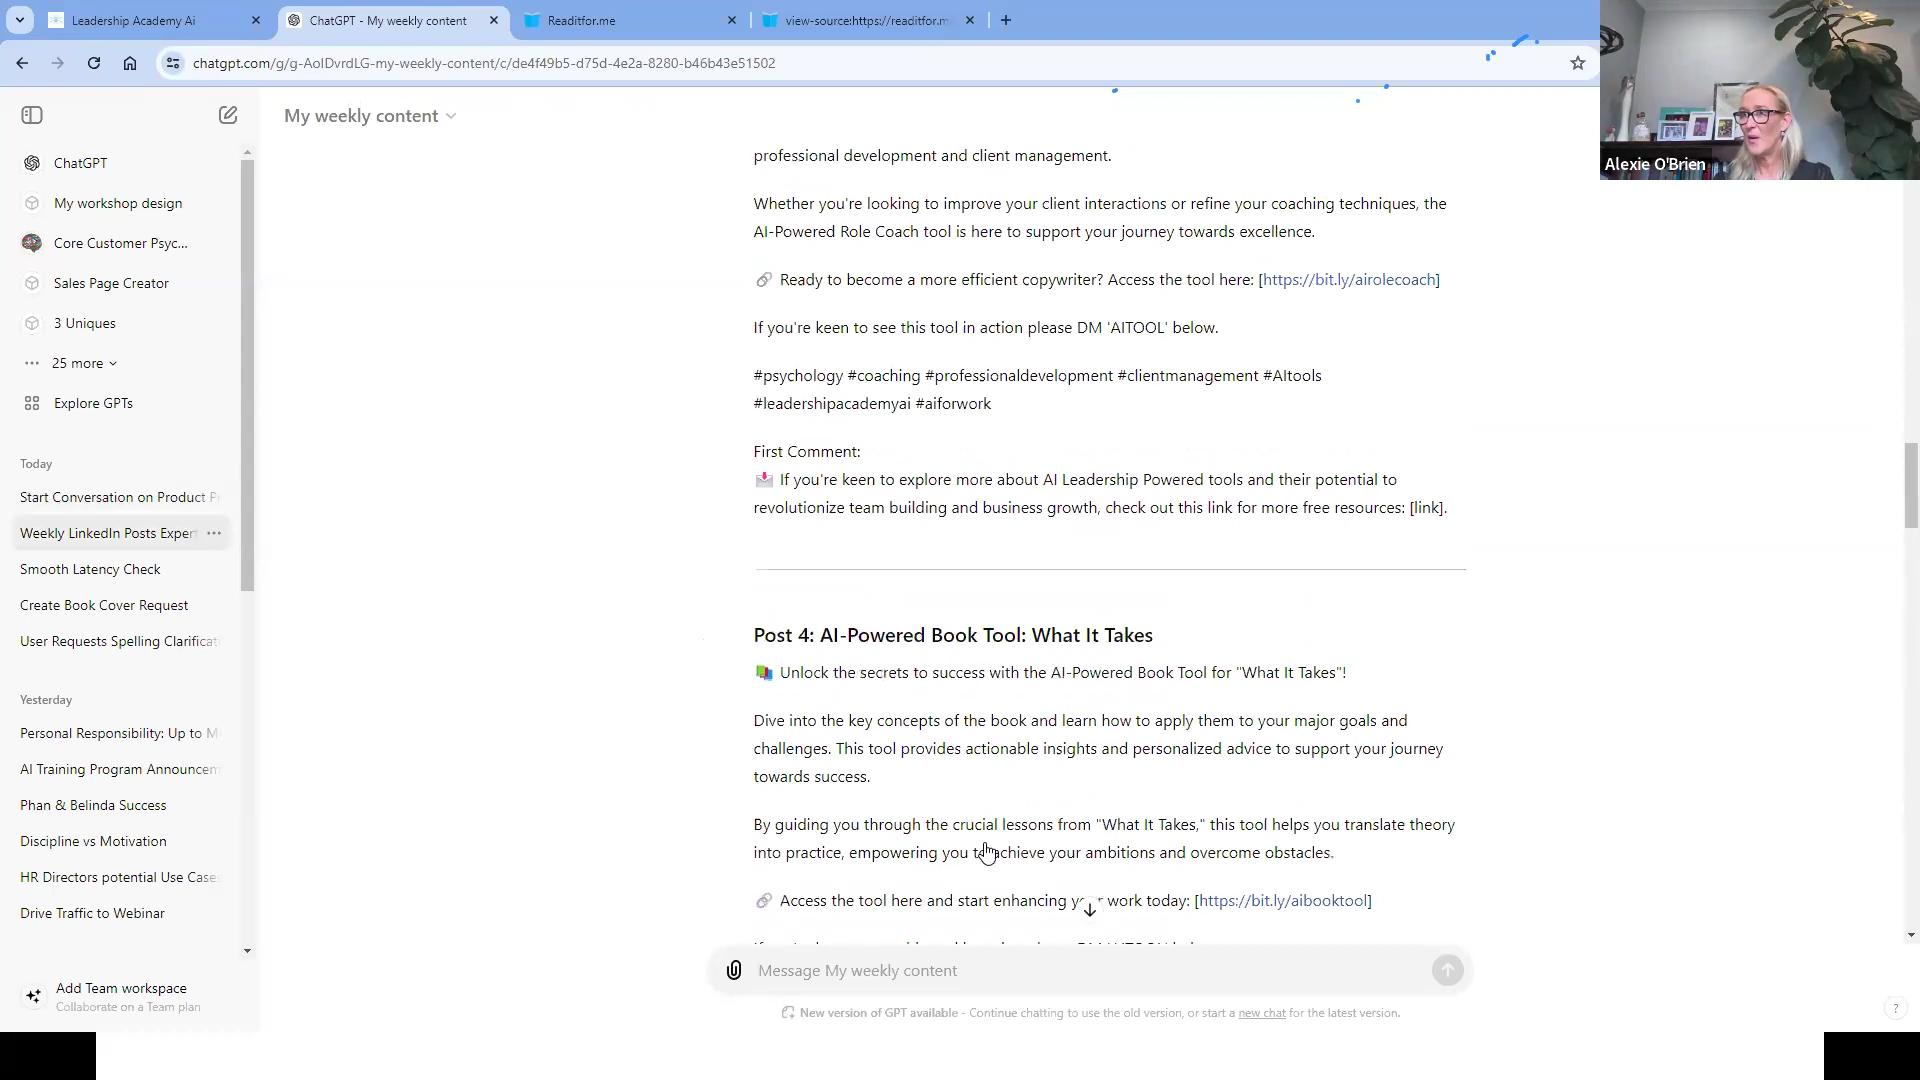 Leadership Academy Ai
ChatGPT - My weekly content
Readitfor.me
view-source:https://readitfor.m
chatgpt.com/g/g-AoIDvrdLG-my-weekly-content/c/de4f49b5-d75d-4e2a-8280-b46b43e51502
Alexie O'Brien
My weekly content
ChatGPT
My workshop design
Core Customer Psyc...
Sales Page Creator
3 Uniques
25 more
Explore GPTs
Today
Start Conversation on Product P
Weekly LinkedIn Posts Exper
Smooth Latency Check
Create Book Cover Request
User Requests Spelling Clarificat
Yesterday
Personal Responsibility: Up to M
AI Training Program Announcem
Phan & Belinda Success
Discipline vs Motivation
HR Directors potential Use Case
Drive Traffic to Webinar
Add Team workspace
Collaborate on a Team plan
professional development and client management.
Whether you're looking to improve your client interactions or refine your coaching techniques, the
AI-Powered Role Coach tool is here to support your journey towards excellence.
🔗 Ready to become a more efficient copywriter? Access the tool here: [https://bit.ly/airolecoach]
If you're keen to see this tool in action please DM 'AITOOL' below.
#psychology #coaching #professionaldevelopment #clientmanagement #AItools
#leadershipacademyai #aiforwork
First Comment:
📩 If you're keen to explore more about AI Leadership Powered tools and their potential to
revolutionize team building and business growth, check out this link for more free resources: [link].
Post 4: AI-Powered Book Tool: What It Takes
📚 Unlock the secrets to success with the AI-Powered Book Tool for "What It Takes"!
Dive into the key concepts of the book and learn how to apply them to your major goals and
challenges. This tool provides actionable insights and personalized advice to support your journey
towards success.
By guiding you through the crucial lessons from "What It Takes," this tool helps you translate theory
into practice, empowering you to achieve your ambitions and overcome obstacles.
🔗 Access the tool here and start enhancing your work today: [https://bit.ly/aibooktool]
Message My weekly content
New version of GPT available - Continue chatting to use the old version, or start a new chat for the latest version.
?